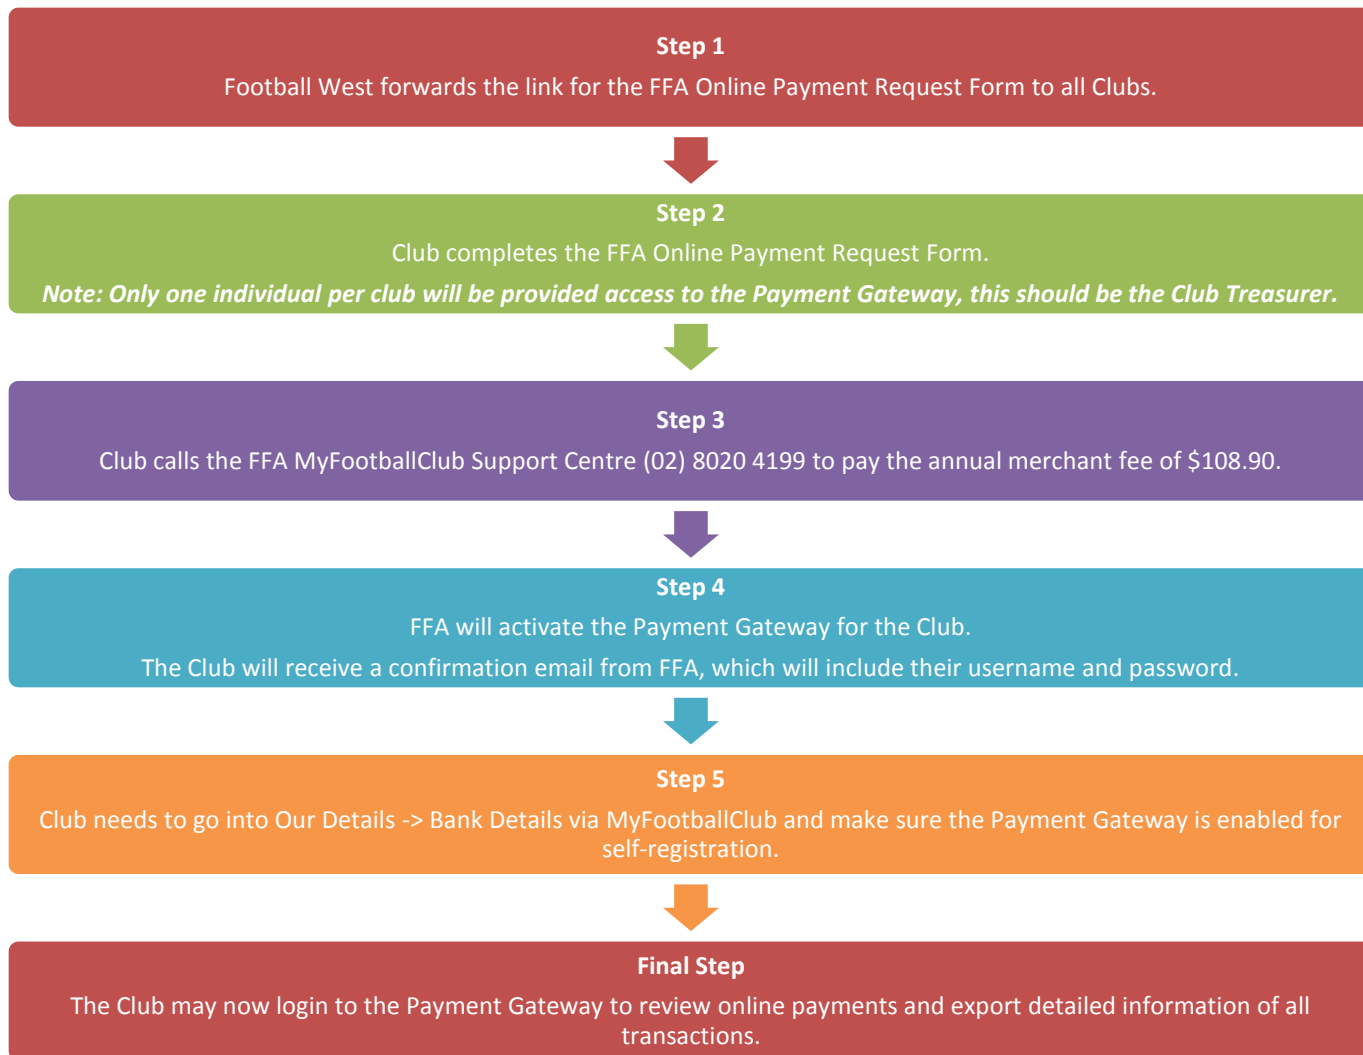 Step 1
Football West forwards the link for the FFA Online Payment Request Form to all Clubs.
Step 2
Club completes the FFA Online Payment Request Form.
Note: Only one individual per club will be provided access to the Payment Gateway, this should be the Club Treasurer.
Step 3
Club calls the FFA MyFootballClub Support Centre (02) 8020 4199 to pay the annual merchant fee of $108.90.
Step 4
FFA will activate the Payment Gateway for the Club.
The Club will receive a confirmation email from FFA, which will include their username and password.
Step 5
Club needs to go into Our Details -> Bank Details via MyFootballClub and make sure the Payment Gateway is enabled for
self-registration.
Final Step
The Club may now login to the Payment Gateway to review online payments and export detailed information of all
transactions.